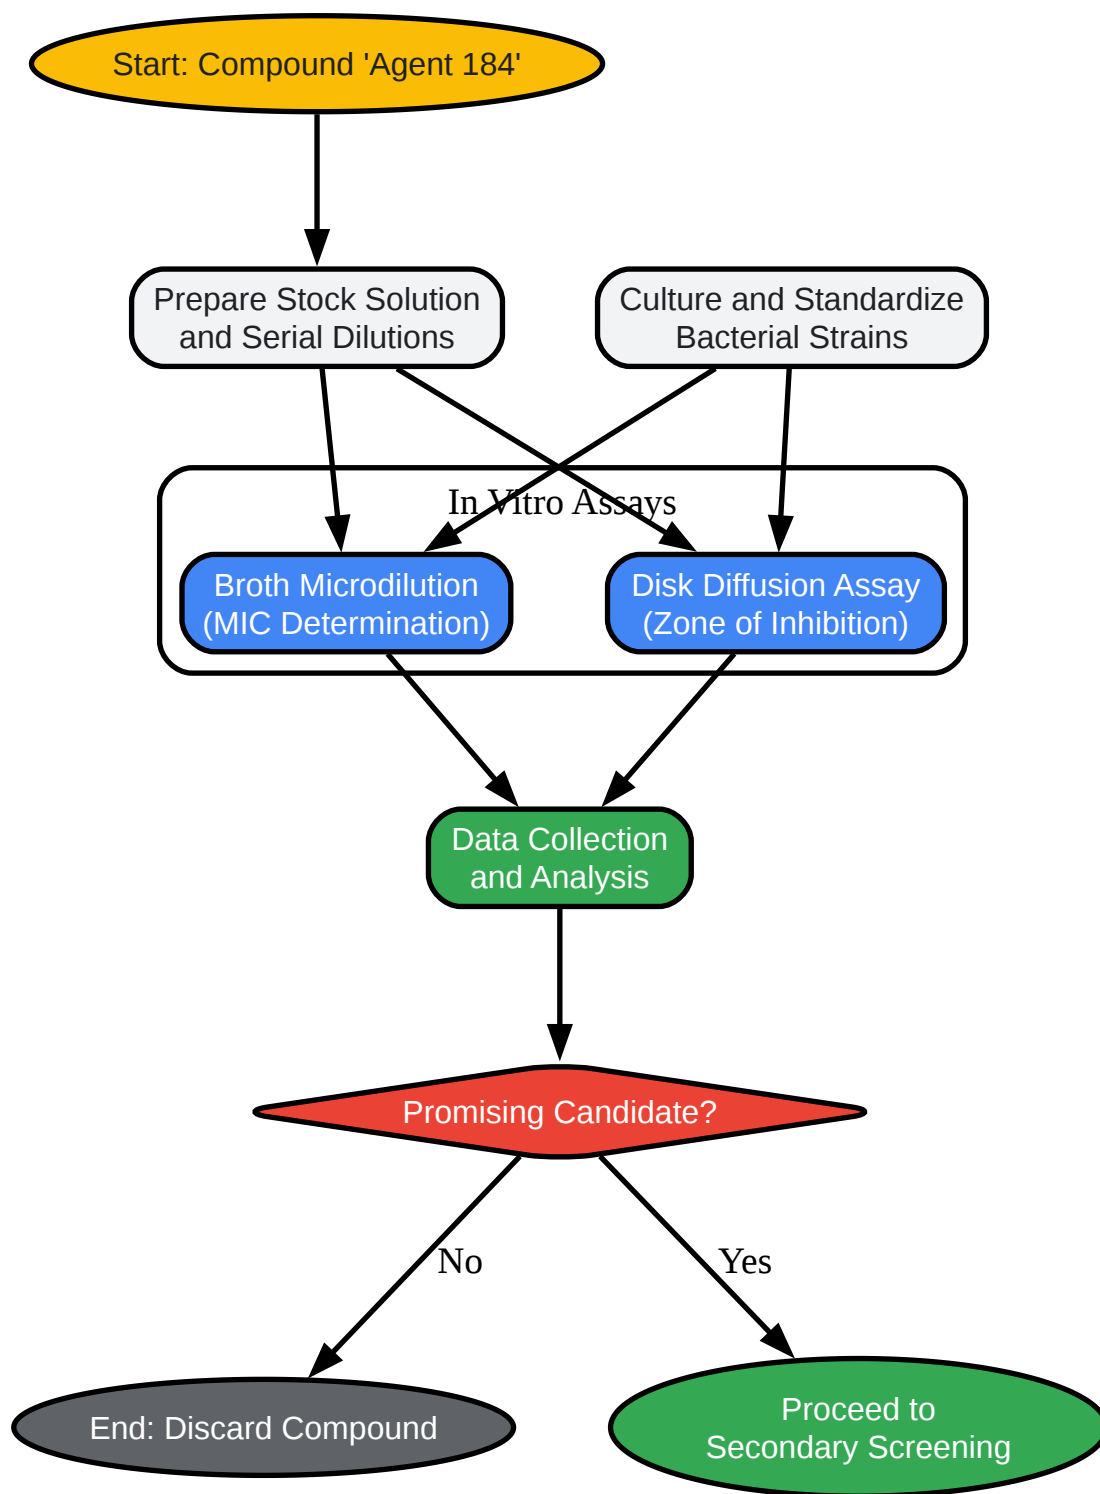 Start: Compound 'Agent 184'
Prepare Stock Solution
and Serial Dilutions
Culture and Standardize
Bacterial Strains
In Vitro Assays
Broth Microdilution
(MIC Determination)
Disk Diffusion Assay
(Zone of Inhibition)
Data Collection
and Analysis
Promising Candidate?
No
Yes
End: Discard Compound
Proceed to
Secondary Screening